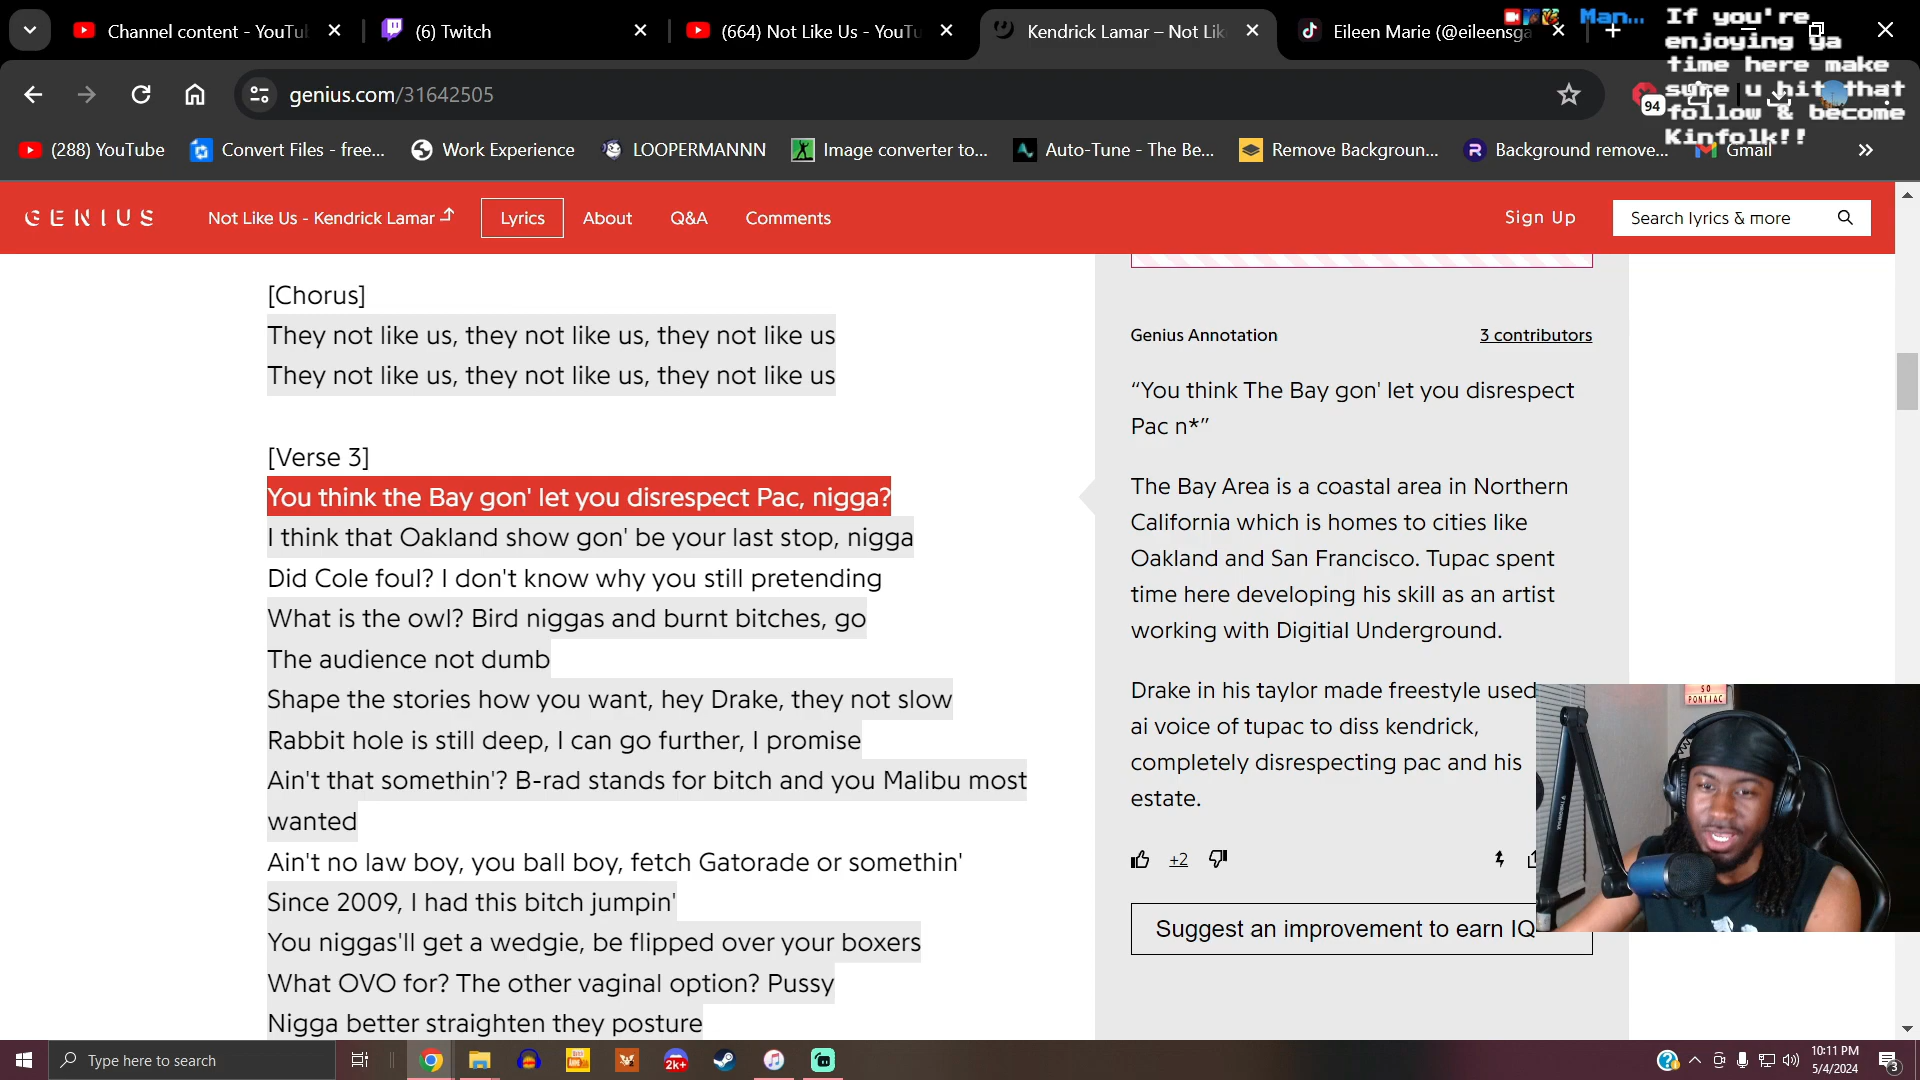 Channel content - YouTu
(6) Twitch
(664) Not Like Us - YouTu
Kendrick Lamar – Not Lik
Eileen Marie (@eileensga
Man...
If you're
enjoying ya
time here make
sure u hit that
follow & become
Kinfolk!!
genius.com/31642505
94
(288) YouTube
Convert Files - free...
Work Experience
LOOPERMANNN
Image converter to...
Auto-Tune - The Be...
Remove Backgroun...
Background remove...
Gmail
GENIUS
Not Like Us - Kendrick Lamar
Lyrics
About
Q&A
Comments
Sign Up
Search lyrics & more
[Chorus]
They not like us, they not like us, they not like us
They not like us, they not like us, they not like us
[Verse 3]
You think the Bay gon' let you disrespect Pac, nigga?
I think that Oakland show gon' be your last stop, nigga
Did Cole foul? I don't know why you still pretending
What is the owl? Bird niggas and burnt bitches, go
The audience not dumb
Shape the stories how you want, hey Drake, they not slow
Rabbit hole is still deep, I can go further, I promise
Ain't that somethin'? B-rad stands for bitch and you Malibu most
wanted
Ain't no law boy, you ball boy, fetch Gatorade or somethin'
Since 2009, I had this bitch jumpin'
You niggas'll get a wedgie, be flipped over your boxers
What OVO for? The other vaginal option? Pussy
Nigga better straighten they posture
Genius Annotation
3 contributors
“You think The Bay gon' let you disrespect
Pac n*”
The Bay Area is a coastal area in Northern
California which is homes to cities like
Oakland and San Francisco. Tupac spent
time here developing his skill as an artist
working with Digitial Underground.
Drake in his taylor made freestyle used
ai voice of tupac to diss kendrick,
completely disrespecting pac and his
estate.
+2
Suggest an improvement to earn IQ
SO
PONTIAC
Type here to search
2k+
10:11 PM
5/4/2024
3